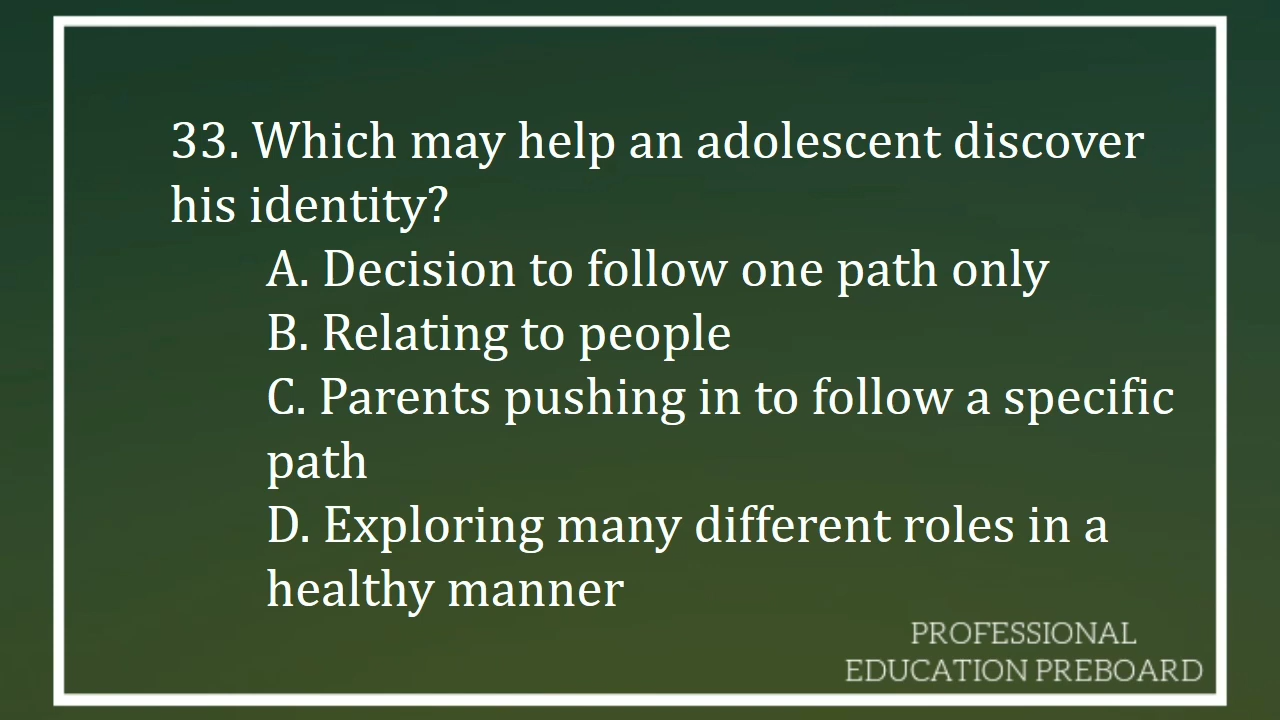 33. Which may help an adolescent discover
his identity?
A. Decision to follow one path only
B. Relating to people
C. Parents pushing in to follow a specific
path
D. Exploring many different roles in a
healthy manner
PROFESSIONAL
EDUCATION PREBOARD